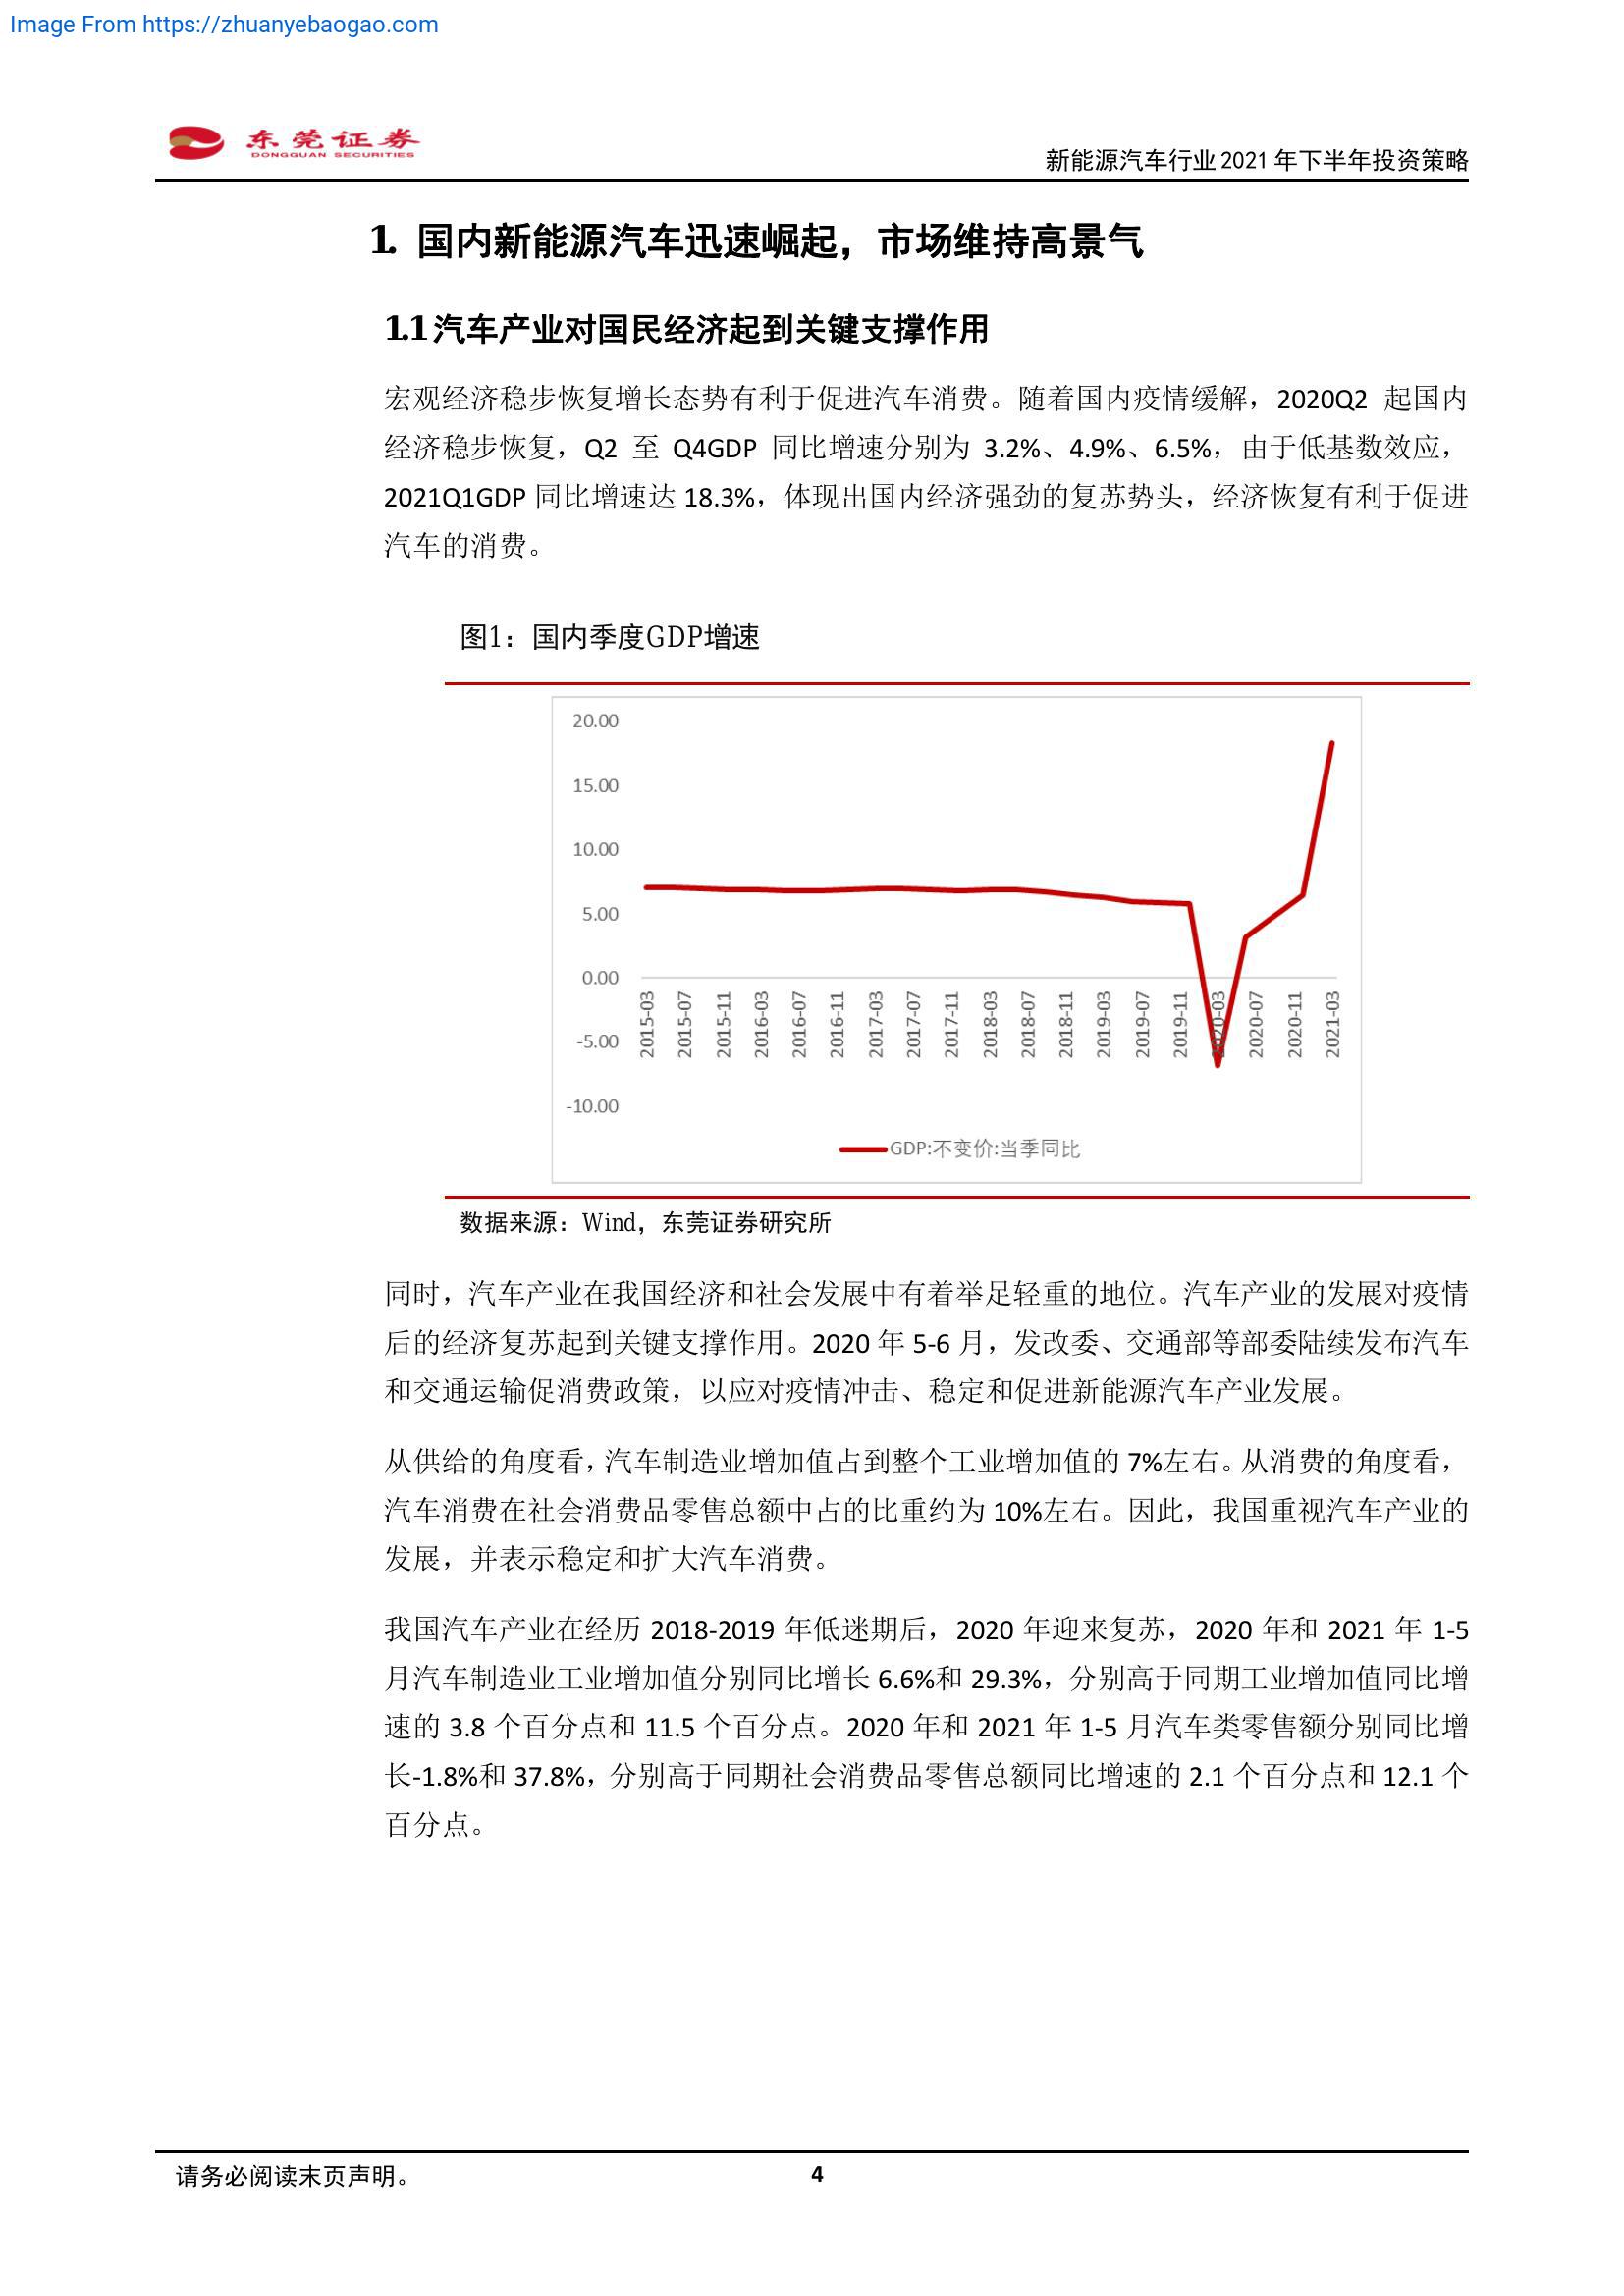 Image From https://zhuanyebaogao.com
东莞证券
DONGGUAN SECURITIES
新能源汽车行业 2021 年下半年投资策略
1. 国内新能源汽车迅速崛起，市场维持高景气
1.1 汽车产业对国民经济起到关键支撑作用
宏观经济稳步恢复增长态势有利于促进汽车消费。随着国内疫情缓解，2020Q2 起国内
经济稳步恢复，Q2 至 Q4GDP 同比增速分别为 3.2%、4.9%、6.5%，由于低基数效应，
2021Q1GDP 同比增速达 18.3%，体现出国内经济强劲的复苏势头，经济恢复有利于促进
汽车的消费。
图1：国内季度GDP增速
20.00
15.00
10.00
5.00
0.00
-5.00
-10.00
2015-03
2015-07
2015-11
2016-03
2016-07
2016-11
2017-03
2017-07
2017-11
2018-03
2018-07
2018-11
2019-03
2019-07
2019-11
2020-03
2020-07
2020-11
2021-03
GDP:不变价:当季同比
数据来源：Wind，东莞证券研究所
同时，汽车产业在我国经济和社会发展中有着举足轻重的地位。汽车产业的发展对疫情
后的经济复苏起到关键支撑作用。2020 年 5-6 月，发改委、交通部等部委陆续发布汽车
和交通运输促消费政策，以应对疫情冲击、稳定和促进新能源汽车产业发展。
从供给的角度看，汽车制造业增加值占到整个工业增加值的 7%左右。从消费的角度看，
汽车消费在社会消费品零售总额中占的比重约为 10%左右。因此，我国重视汽车产业的
发展，并表示稳定和扩大汽车消费。
我国汽车产业在经历 2018-2019 年低迷期后，2020 年迎来复苏，2020 年和 2021 年 1-5
月汽车制造业工业增加值分别同比增长 6.6%和 29.3%，分别高于同期工业增加值同比增
速的 3.8 个百分点和 11.5 个百分点。2020 年和 2021 年 1-5 月汽车类零售额分别同比增
长-1.8%和 37.8%，分别高于同期社会消费品零售总额同比增速的 2.1 个百分点和 12.1 个
百分点。
请务必阅读末页声明。
4